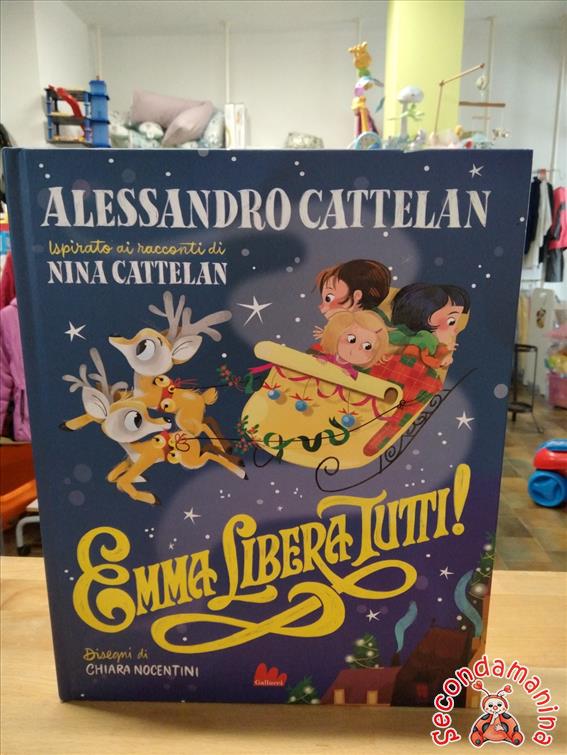 ALESSANDRO CATTELAN
Ispirato ai racconti di
NINA CATTELAN
EMMA LIBERA TUTTI!
Disegni di
CHIARA NOCENTINI
Gallucci
Secondamanina